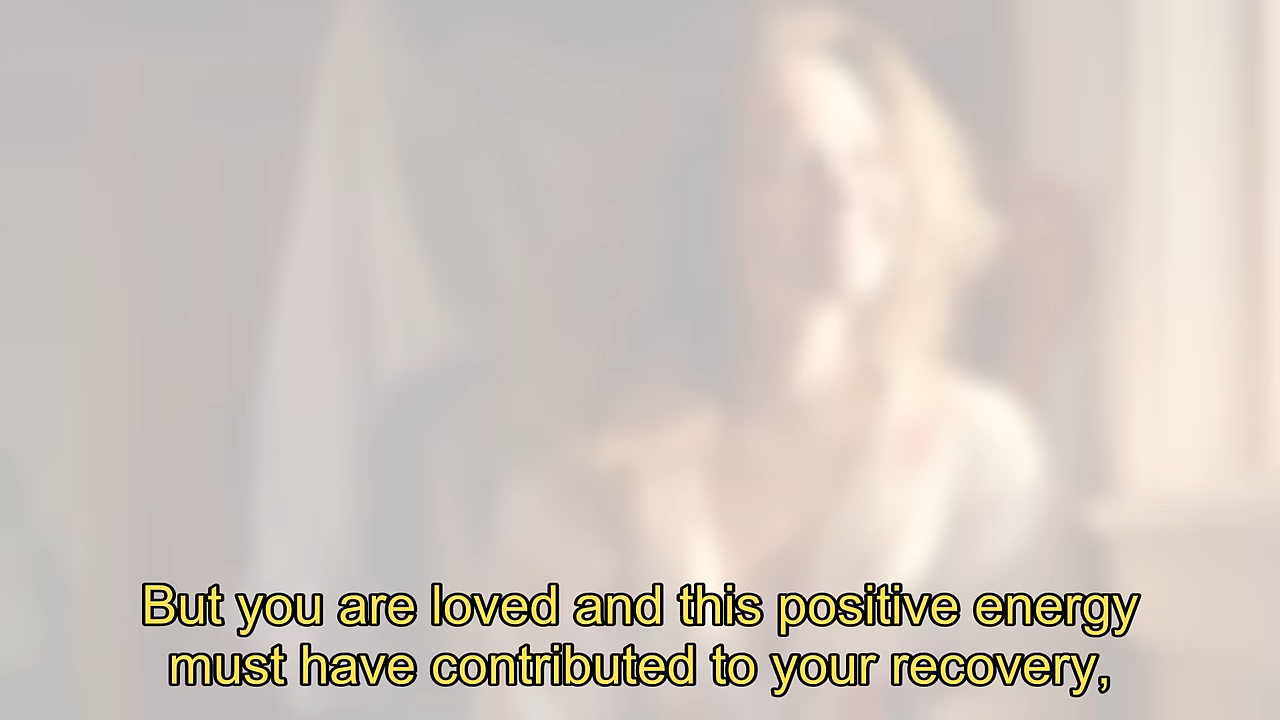 But you are loved and this positive energy
must have contributed to your recovery,